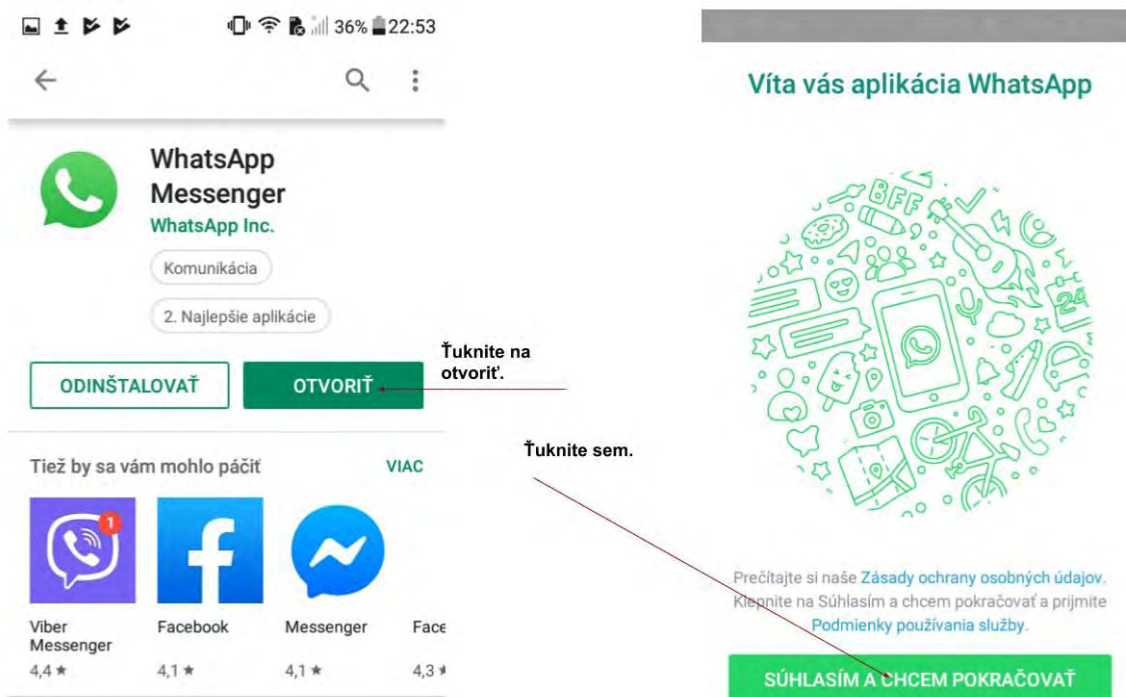 36% 22:53
WhatsApp
Messenger
WhatsApp Inc.
Komunikácia
2. Najlepšie aplikácie
ODINŠTALOVAŤ
OTVORIŤ
Ťuknite na
otvoriť.
Tiež by sa vám mohlo páčiť
VIAC
1
Viber
Messenger
4,4 ★
Facebook
4,1 ★
Messenger
4,1 ★
Face
4,3 ★
Ťuknite sem.
Víta vás aplikácia WhatsApp
BFF
24
Prečítajte si naše Zásady ochrany osobných údajov.
Klepnite na Súhlasím a chcem pokračovať a prijmite
Podmienky používania služby.
SÚHLASÍM A CHCEM POKRAČOVAŤ